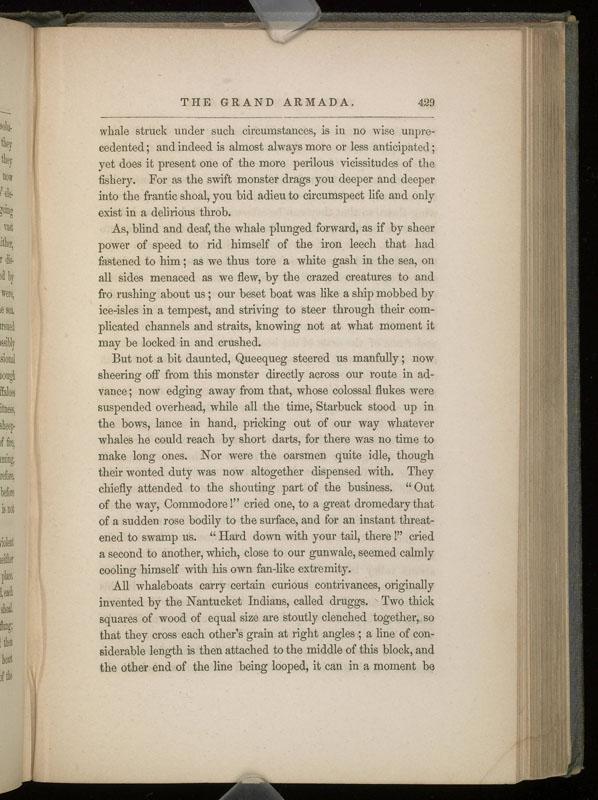 THE GRAND ARMADA. 429
whale struck under such circumstances, is in no wise unpre-
cedented; and indeed is almost always more or less anticipated;
yet does it present one of the more perilous vicissitudes of the
fishery. For as the swift monster drags you deeper and deeper
into the frantic shoal, you bid adieu to circumspect life and only
exist in a delirious throb.
As, blind and deaf, the whale plunged forward, as if by sheer
power of speed to rid himself of the iron leech that had
fastened to him; as we thus tore a white gash in the sea, on
all sides menaced as we flew, by the crazed creatures to and
fro rushing about us; our beset boat was like a ship mobbed by
ice-isles in a tempest, and striving to steer through their com-
plicated channels and straits, knowing not at what moment it
may be locked in and crushed.
But not a bit daunted, Queequeg steered us manfully; now
sheering off from this monster directly across our route in ad-
vance; now edging away from that, whose colossal flukes were
suspended overhead, while all the time, Starbuck stood up in
the bows, lance in hand, pricking out of our way whatever
whales he could reach by short darts, for there was no time to
make long ones. Nor were the oarsmen quite idle, though
their wonted duty was now altogether dispensed with. They
chiefly attended to the shouting part of the business. "Out
of the way, Commodore!" cried one, to a great dromedary that
of a sudden rose bodily to the surface, and for an instant threat-
ened to swamp us. "Hard down with your tail, there!" cried
a second to another, which, close to our gunwale, seemed calmly
cooling himself with his own fan-like extremity.
All whaleboats carry certain curious contrivances, originally
invented by the Nantucket Indians, called druggs. Two thick
squares of wood of equal size are stoutly clenched together, so
that they cross each other's grain at right angles; a line of con-
siderable length is then attached to the middle of this block, and
the other end of the line being looped, it can in a moment be